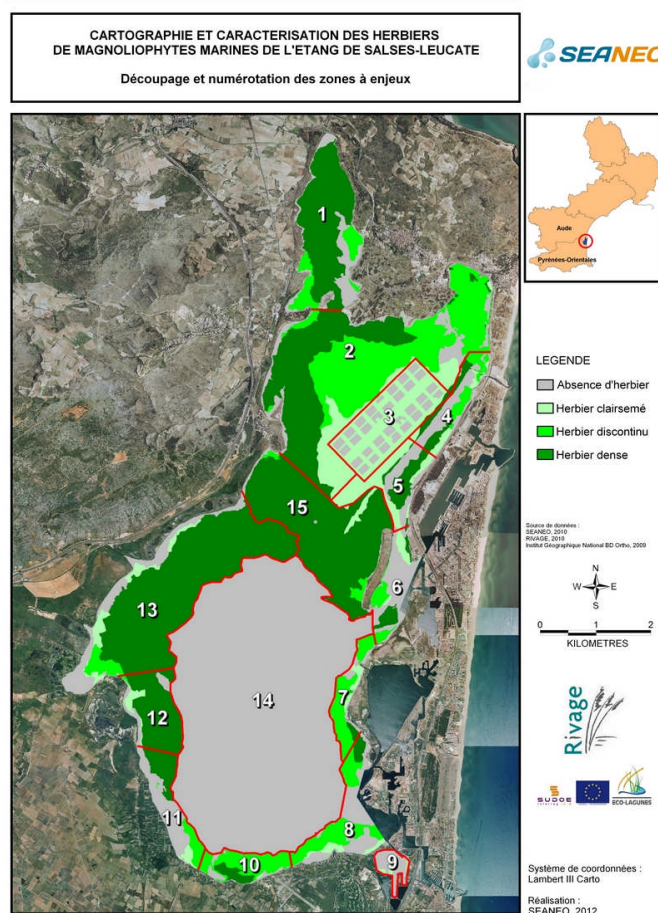 CARTOGRAPHIE ET CARACTERISATION DES HERBIERS
DE MAGNOLIOPHYTES MARINES DE L'ETANG DE SALSES-LEUCATE
Découpage et numérotation des zones à enjeux
SEANEO
Aude
Pyrénées-Orientales
1
2
3
4
5
15
6
13
14
7
12
11
8
10
9
LEGENDE
Absence d'herbier
Herbier clairsemé
Herbier discontinu
Herbier dense
Source de données :
SEANEO, 2010
RIVAGE, 2010
Institut Géographique National BD Ortho, 2009
N
W E
S
0 1 2
KILOMETRES
Rivage
SUDOE
ECO-LAGUNES
Système de coordonnées :
Lambert III Carto
Réalisation :
SEANEO, 2012